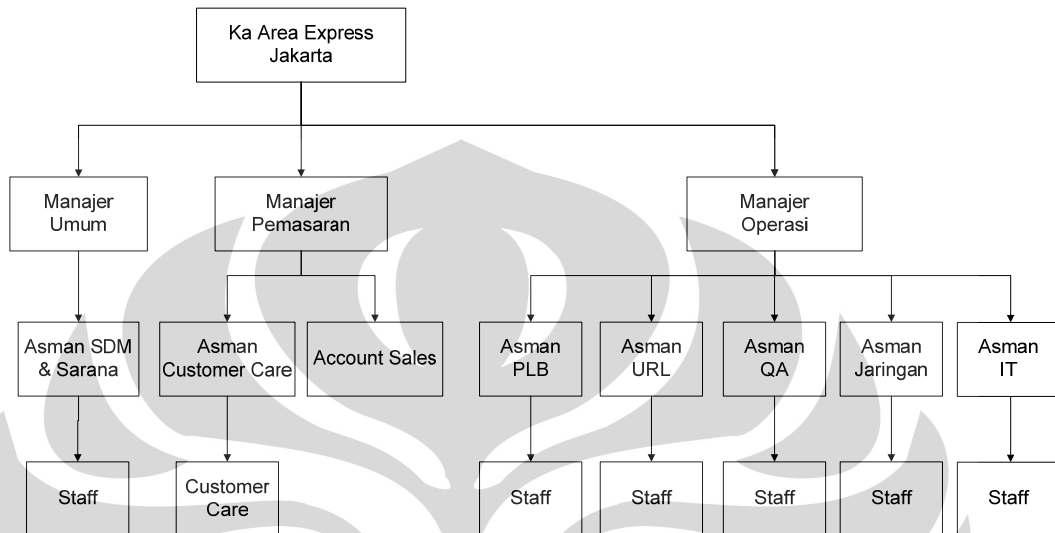 Ka Area Express
Jakarta
Manajer
Umum
Manajer
Pemasaran
Manajer
Operasi
Asman SDM
& Sarana
Asman
Customer Care
Account Sales
Asman
PLB
Asman
URL
Asman
QA
Asman
Jaringan
Asman
IT
Staff
Customer
Care
Staff
Staff
Staff
Staff
Staff